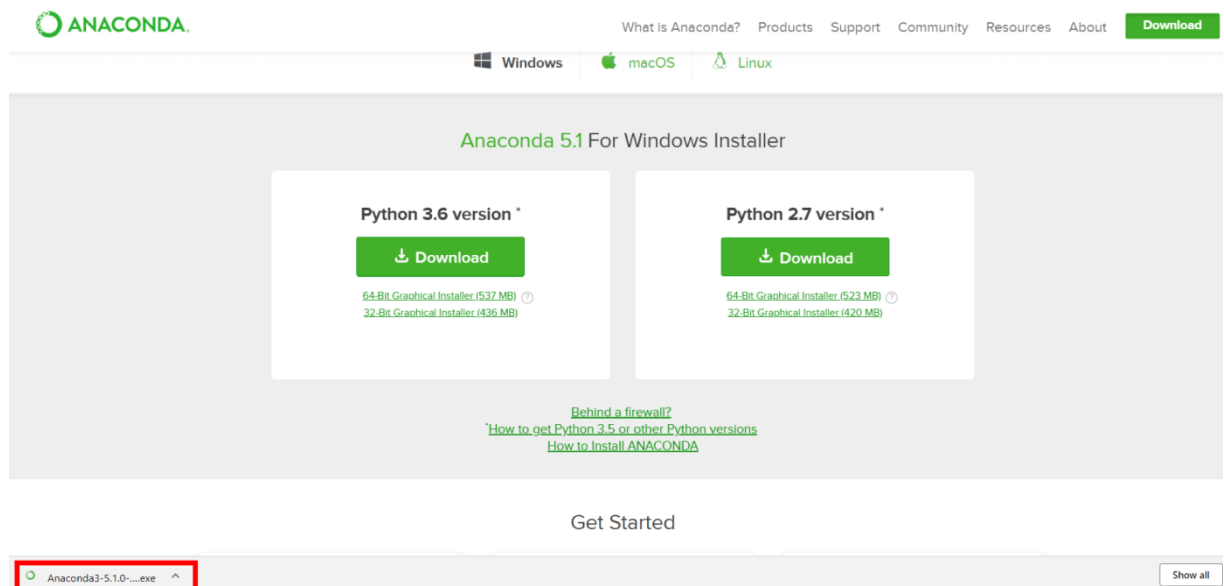 ANACONDA.
What is Anaconda? Products Support Community Resources About Download
Windows macOS Linux
Anaconda 5.1 For Windows Installer
Python 3.6 version *
Download
64-Bit Graphical Installer (537 MB) ?
32-Bit Graphical Installer (436 MB)
Python 2.7 version *
Download
64-Bit Graphical Installer (523 MB) ?
32-Bit Graphical Installer (420 MB)
Behind a firewall?
*How to get Python 3.5 or other Python versions
How to Install ANACONDA
Get Started
Anaconda3-5.1.0-....exe
Show all